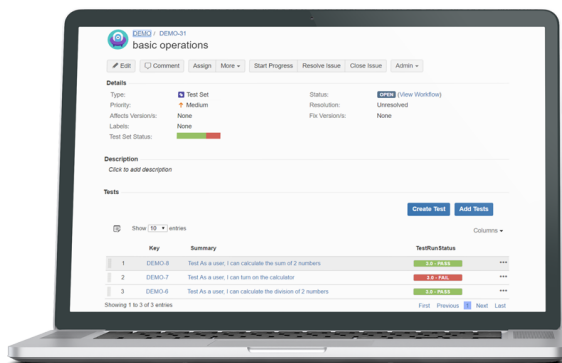 DEMO / DEMO-31
basic operations
Edit Comment Assign More Start Progress Resolve Issue Close Issue Admin
Details
Type: Test Set Status: OPEN (View Workflow)
Priority: Medium Resolution: Unresolved
Affects Version/s: None Fix Version/s: None
Labels: None
Test Set Status:
Description
Click to add description
Tests
Create Test Add Tests
Show 10 entries Columns
Key Summary TestRunStatus
1 DEMO-8 Test As a user, I can calculate the sum of 2 numbers 3.0 - PASS
2 DEMO-7 Test As a user, I can turn on the calculator 3.0 - FAIL
3 DEMO-6 Test As a user, I can calculate the division of 2 numbers 3.0 - PASS
Showing 1 to 3 of 3 entries First Previous 1 Next Last